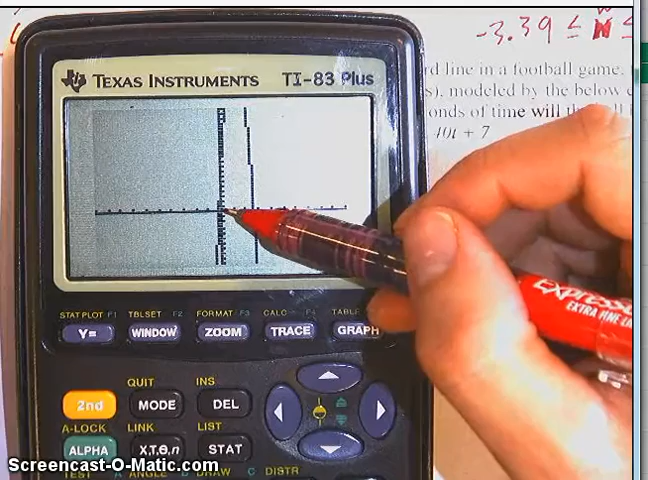 -3.39 ≤ N ≤
TEXAS INSTRUMENTS TI-83 Plus
rd line in a football game.
s), modeled by the below
onds of time will the
40t + 7
STAT PLOT F1 TBLSET F2 FORMAT F3 CALC F4 TABLE
Y= WINDOW ZOOM TRACE GRAPH
QUIT INS
2nd MODE DEL
A-LOCK LINK LIST
ALPHA X,T,Θ,n STAT
TEST A ANGLE B DRAW C DISTR
expresso
EXTRA FINE
Screencast-O-Matic.com